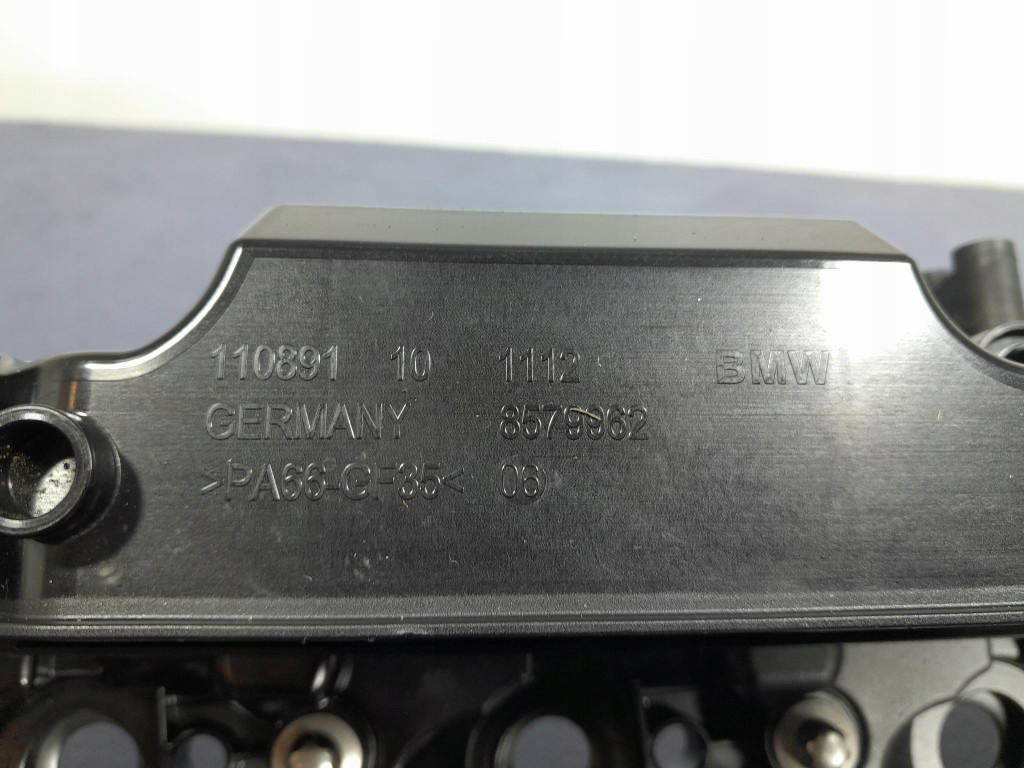 110891 10 1112 BMW
GERMANY 8579962
>PA66-GF35< 06